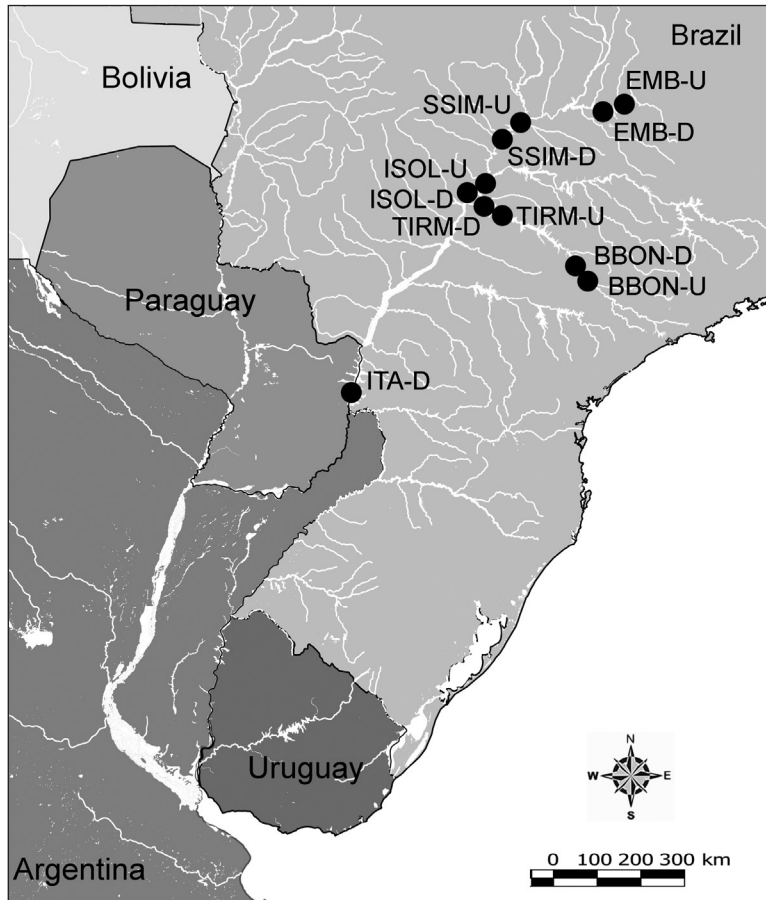 Brazil
Bolivia
EMB-U
SSIM-U
EMB-D
SSIM-D
ISOL-U
ISOL-D
TIRM-U
TIRM-D
BBON-D
BBON-U
Paraguay
ITA-D
N
W E
S
Uruguay
0 100 200 300 km
Argentina